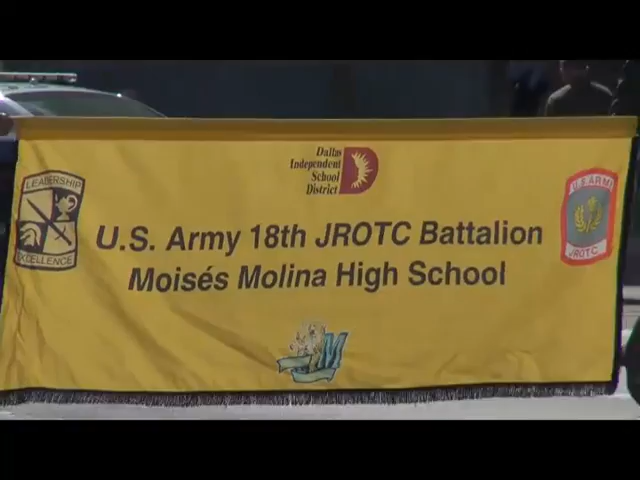 Dallas
Independent
School
District
LEADERSHIP
EXCELLENCE
U.S. ARMY
JROTC
U.S. Army 18th JROTC Battalion
Moisés Molina High School
M